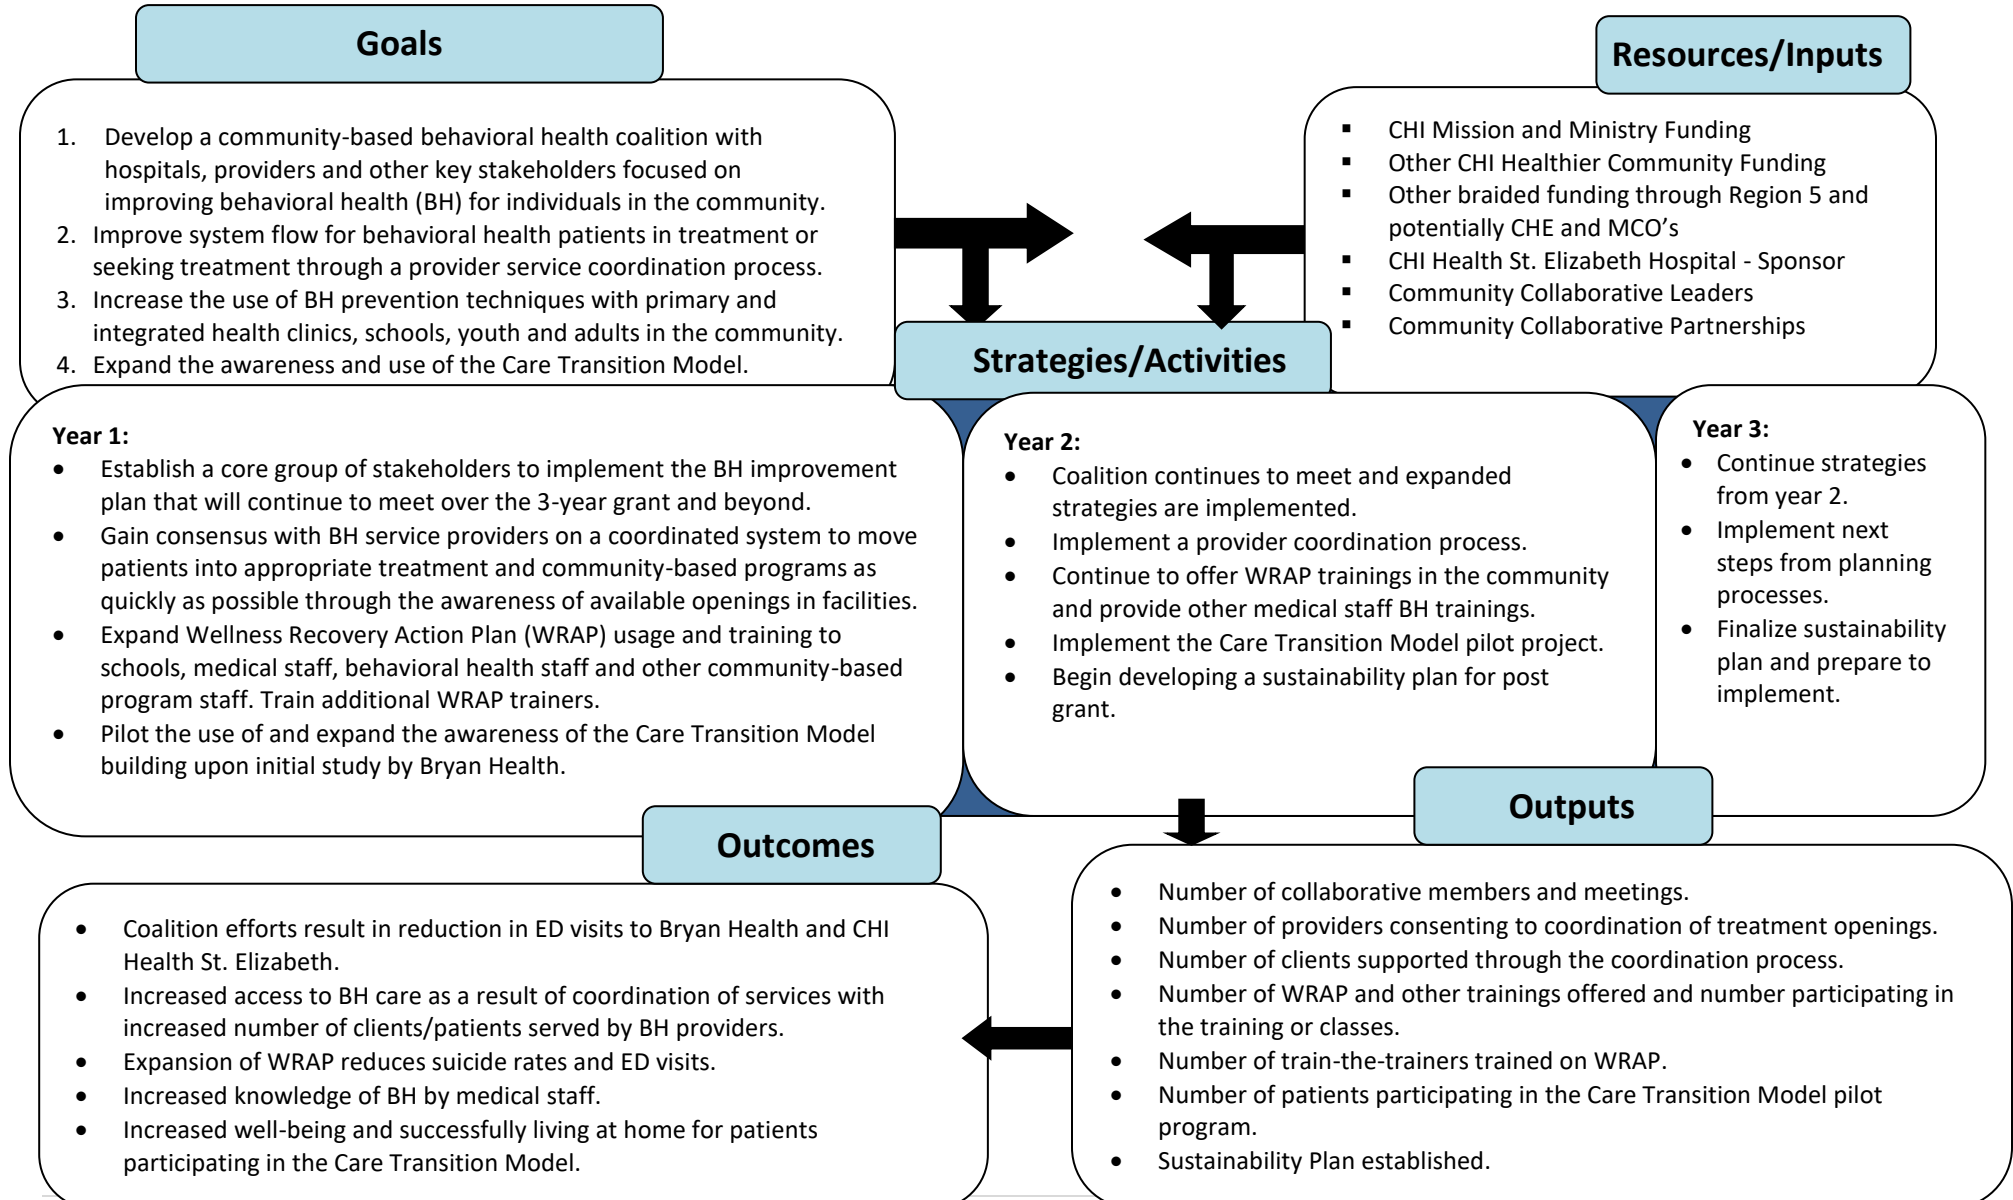 Goals
1. Develop a community-based behavioral health coalition with
hospitals, providers and other key stakeholders focused on
improving behavioral health (BH) for individuals in the community.
2. Improve system flow for behavioral health patients in treatment or
seeking treatment through a provider service coordination process.
3. Increase the use of BH prevention techniques with primary and
integrated health clinics, schools, youth and adults in the community.
4. Expand the awareness and use of the Care Transition Model.
Resources/Inputs
▪ CHI Mission and Ministry Funding
▪ Other CHI Healthier Community Funding
▪ Other braided funding through Region 5 and
potentially CHE and MCO’s
▪ CHI Health St. Elizabeth Hospital - Sponsor
▪ Community Collaborative Leaders
▪ Community Collaborative Partnerships
Strategies/Activities
Year 1:
• Establish a core group of stakeholders to implement the BH improvement
plan that will continue to meet over the 3-year grant and beyond.
• Gain consensus with BH service providers on a coordinated system to move
patients into appropriate treatment and community-based programs as
quickly as possible through the awareness of available openings in facilities.
• Expand Wellness Recovery Action Plan (WRAP) usage and training to
schools, medical staff, behavioral health staff and other community-based
program staff. Train additional WRAP trainers.
• Pilot the use of and expand the awareness of the Care Transition Model
building upon initial study by Bryan Health.
Year 2:
• Coalition continues to meet and expanded
strategies are implemented.
• Implement a provider coordination process.
• Continue to offer WRAP trainings in the community
and provide other medical staff BH trainings.
• Implement the Care Transition Model pilot project.
• Begin developing a sustainability plan for post
grant.
Year 3:
• Continue strategies
from year 2.
• Implement next
steps from planning
processes.
• Finalize sustainability
plan and prepare to
implement.
Outputs
• Number of collaborative members and meetings.
• Number of providers consenting to coordination of treatment openings.
• Number of clients supported through the coordination process.
• Number of WRAP and other trainings offered and number participating in
the training or classes.
• Number of train-the-trainers trained on WRAP.
• Number of patients participating in the Care Transition Model pilot
program.
• Sustainability Plan established.
Outcomes
• Coalition efforts result in reduction in ED visits to Bryan Health and CHI
Health St. Elizabeth.
• Increased access to BH care as a result of coordination of services with
increased number of clients/patients served by BH providers.
• Expansion of WRAP reduces suicide rates and ED visits.
• Increased knowledge of BH by medical staff.
• Increased well-being and successfully living at home for patients
participating in the Care Transition Model.